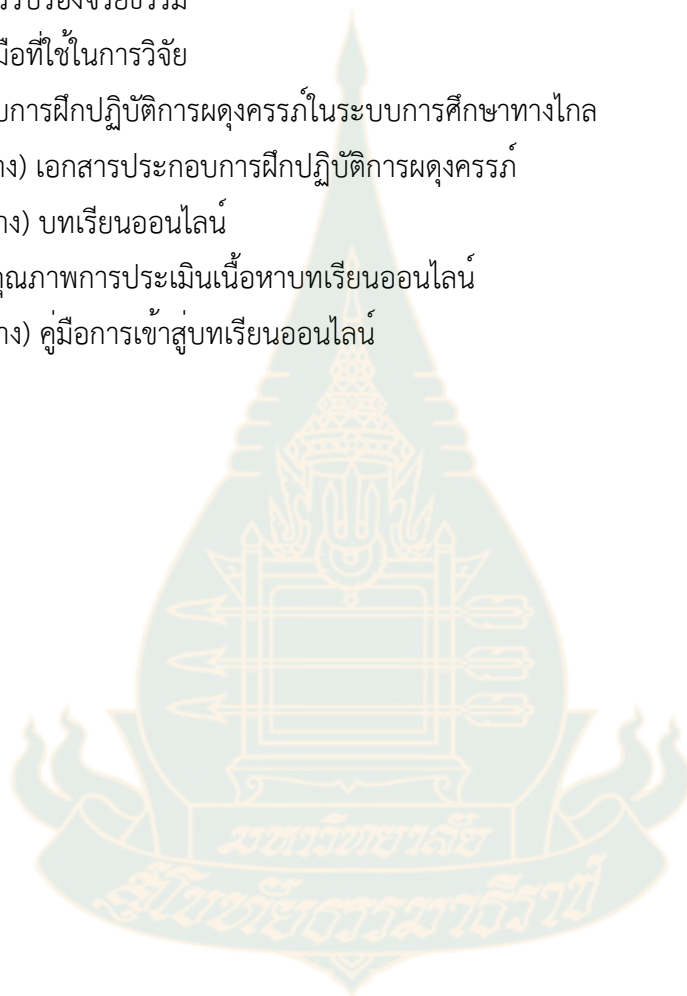 รับรองจริยธรรม
มือที่ใช้ในการวิจัย
บการฝึกปฏิบัติการผดุงครรภ์ในระบบการศึกษาทางไกล
าง) เอกสารประกอบการฝึกปฏิบัติการผดุงครรภ์
าง) บทเรียนออนไลน์
คุณภาพการประเมินเนื้อหาบทเรียนออนไลน์
าง) คู่มือการเข้าสู่บทเรียนออนไลน์
มหาวิทยาลัย
สุโขทัยธรรมาธิราช